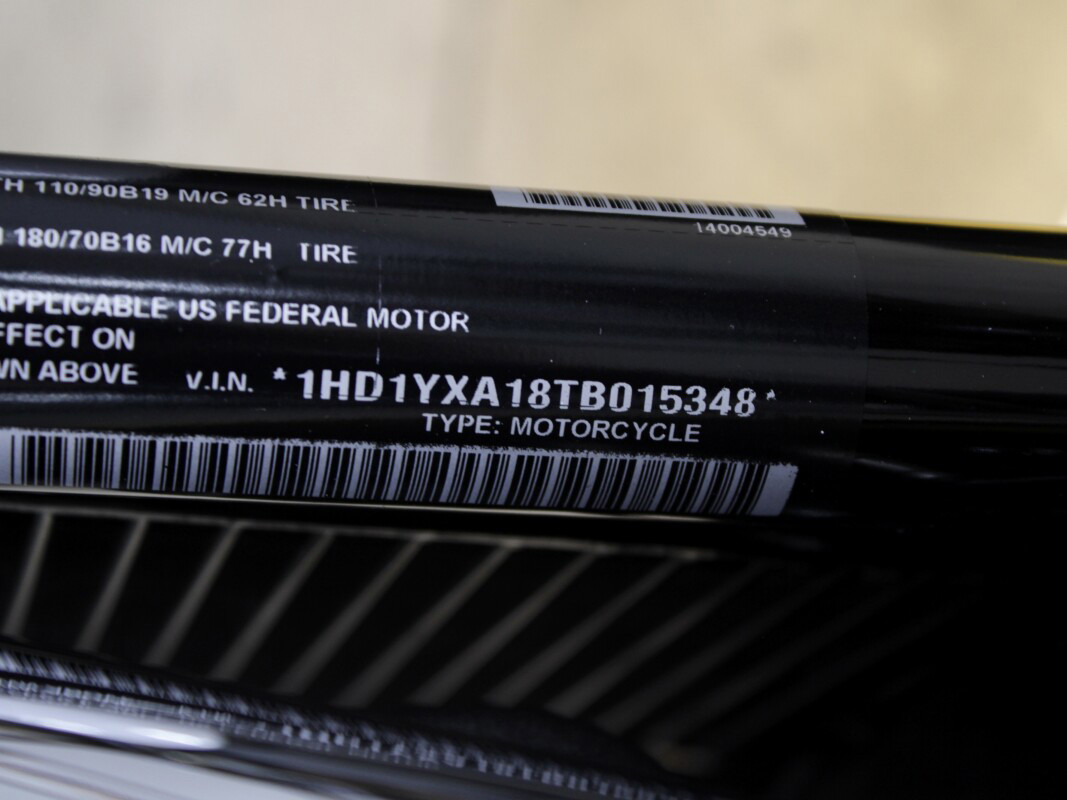 TH 110/90B19 M/C 62H TIRE
14004549
180/70B16 M/C 77H TIRE
APPLICABLE US FEDERAL MOTOR
FFECT ON
WN ABOVE V.I.N. *1HD1YXA18TB015348*
TYPE: MOTORCYCLE